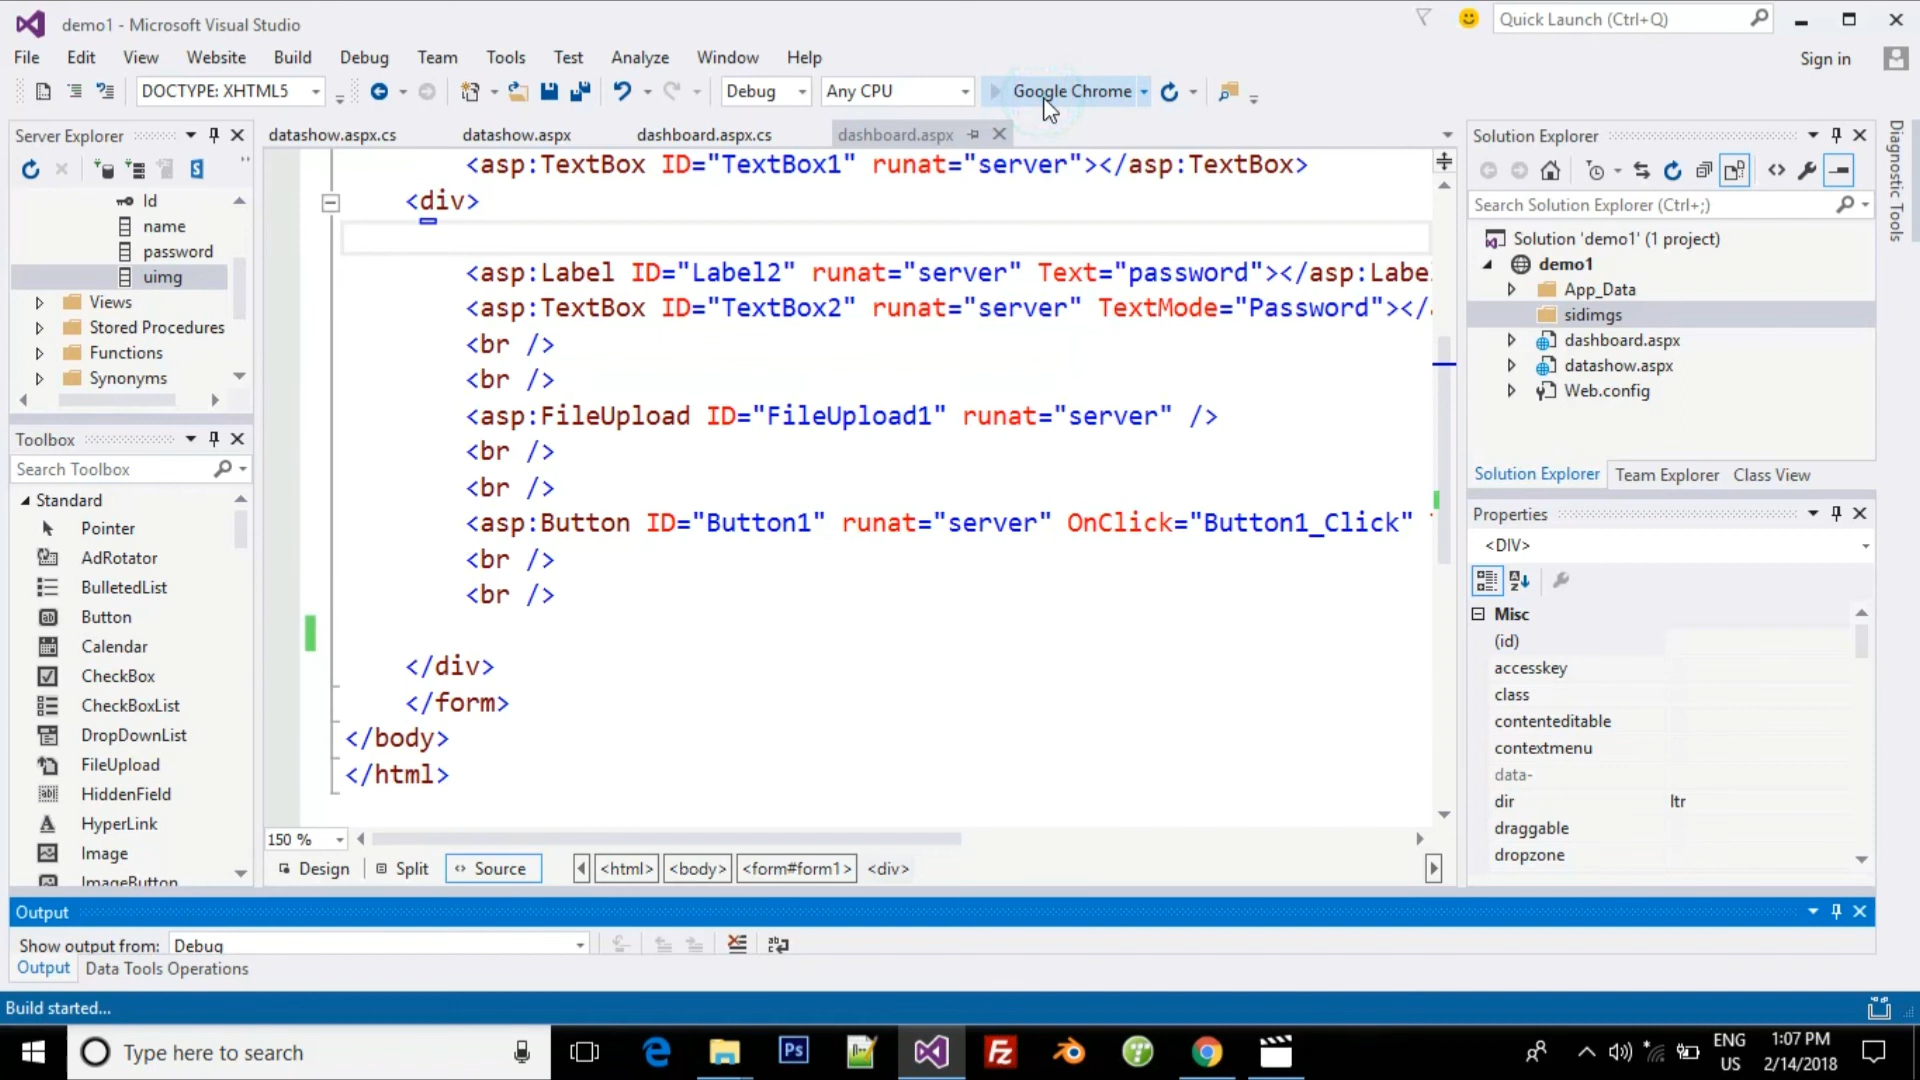 demo1 - Microsoft Visual Studio
Quick Launch (Ctrl+Q)
File Edit View Website Build Debug Team Tools Test Analyze Window Help
Sign in
DOCTYPE: XHTML5 Debug Any CPU Google Chrome
Server Explorer
Id
name
password
uimg
Views
Stored Procedures
Functions
Synonyms
Toolbox
Search Toolbox
Standard
Pointer
AdRotator
BulletedList
Button
Calendar
CheckBox
CheckBoxList
DropDownList
FileUpload
HiddenField
HyperLink
Image
ImageButton
datashow.aspx.cs datashow.aspx dashboard.aspx.cs dashboard.aspx
<asp:TextBox ID="TextBox1" runat="server"></asp:TextBox>
<div>
<asp:Label ID="Label2" runat="server" Text="password"></asp:Labe
<asp:TextBox ID="TextBox2" runat="server" TextMode="Password"></
<br />
<br />
<asp:FileUpload ID="FileUpload1" runat="server" />
<br />
<br />
<asp:Button ID="Button1" runat="server" OnClick="Button1_Click"
<br />
<br />
</div>
</form>
</body>
</html>
150 %
Design Split Source <html> <body> <form#form1> <div>
Solution Explorer
Search Solution Explorer (Ctrl+;)
Solution 'demo1' (1 project)
demo1
App_Data
sidimgs
dashboard.aspx
datashow.aspx
Web.config
Solution Explorer Team Explorer Class View
Properties
<DIV>
Misc
(id)
accesskey
class
contenteditable
contextmenu
data-
dir ltr
draggable
dropzone
Diagnostic Tools
Output
Show output from: Debug
Output Data Tools Operations
Build started...
Type here to search
Ps
Fz
ENG
US
1:07 PM
2/14/2018